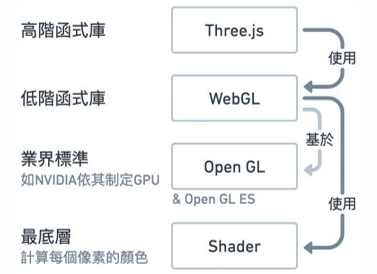 高階函式庫
Three.js
使用
低階函式庫
WebGL
基於
業界標準
如NVIDIA依其制定GPU
Open GL
& Open GL ES
使用
最底層
計算每個像素的顏色
Shader